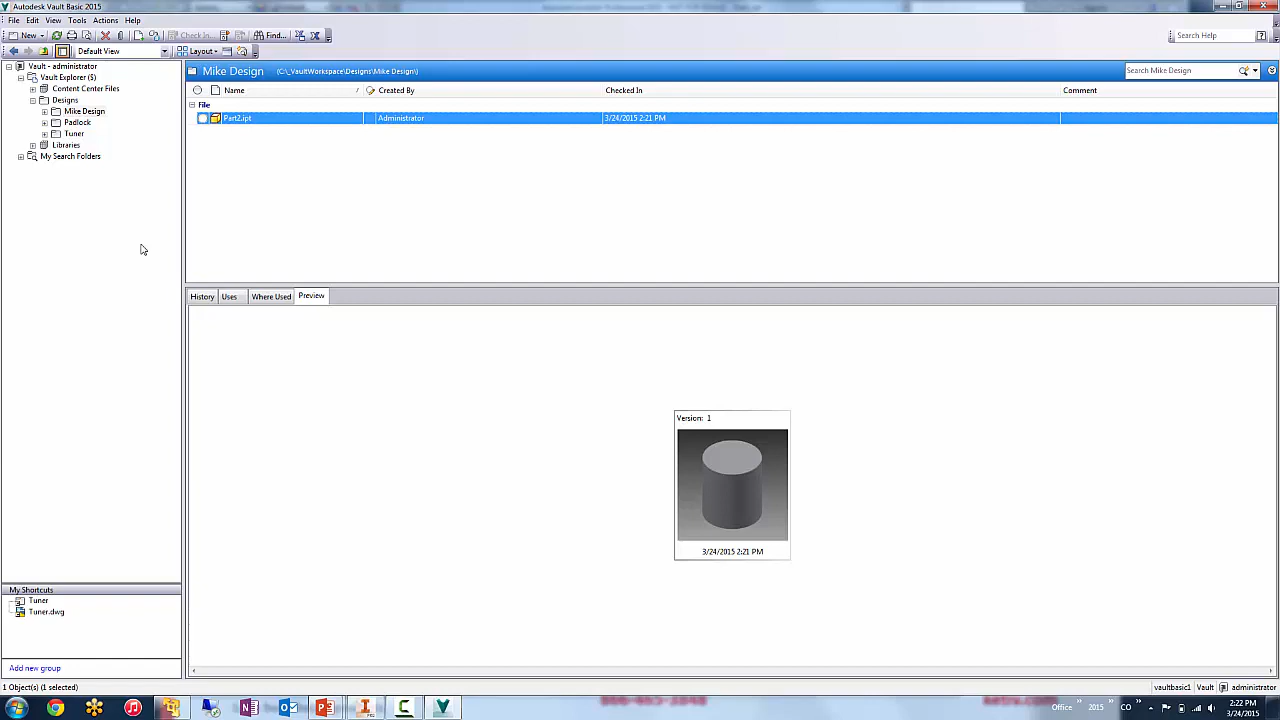 Autodesk Vault Basic 2015
File Edit View Tools Actions Help
New Check In... Find... Search Help
Default View Layout
Vault - administrator
Vault Explorer ($)
Content Center Files
Designs
Mike Design
Padlock
Tuner
Libraries
My Search Folders
Mike Design (C:\_VaultWorkspace\Designs\Mike Design) Search Mike Design
Name / Created By Checked In Comment
File
Part2.ipt Administrator 3/24/2015 2:21 PM
History Uses Where Used Preview
Version: 1
3/24/2015 2:21 PM
My Shortcuts
Tuner
Tuner.dwg
Add new group
1 Object(s) (1 selected) vaultbasic1 Vault administrator
Office 2015 CO 2:22 PM
3/24/2015